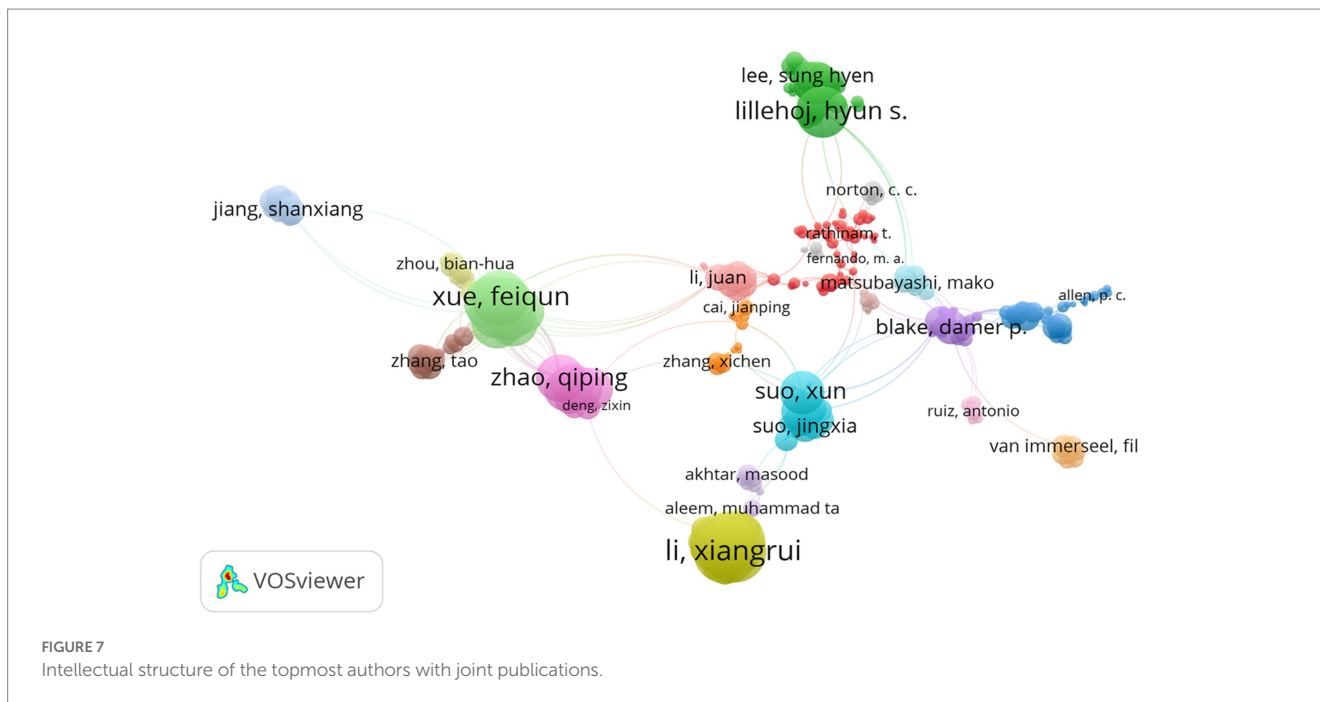 lee, sung hyen
lillehoj, hyun s.
norton, c. c.
jiang, shanxiang
rathinam, t.
fernando, m. a.
zhou, bian-hua
li, juan
matsubayashi, mako
xue, feiqun
allen, p. c.
cai, jianping
blake, damer p.
zhang, tao
zhang, xichen
zhao, qiping
suo, xun
deng, zixin
ruiz, antonio
suo, jingxia
van immerseel, fil
akhtar, masood
aleem, muhammad ta
li, xiangrui
VOSviewer
FIGURE 7
Intellectual structure of the topmost authors with joint publications.